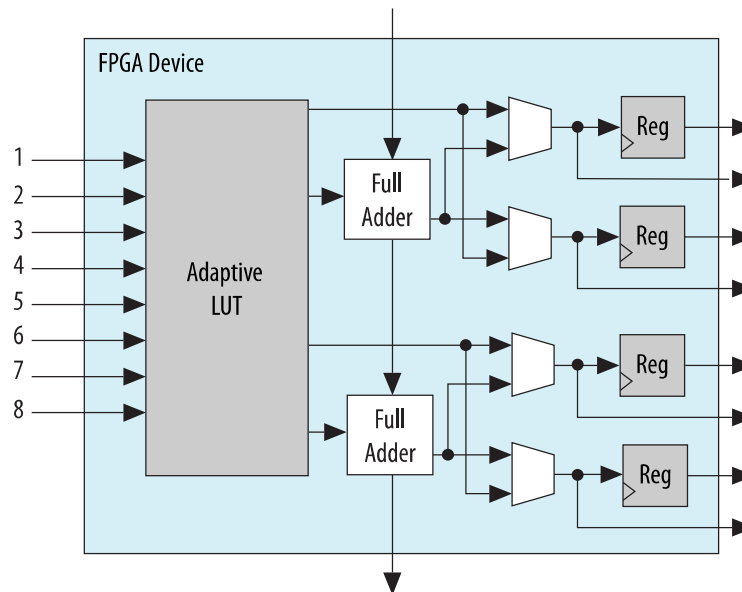 FPGA Device
1
2
3
4
5
6
7
8
Adaptive
LUT
Full
Adder
Full
Adder
Reg
Reg
Reg
Reg